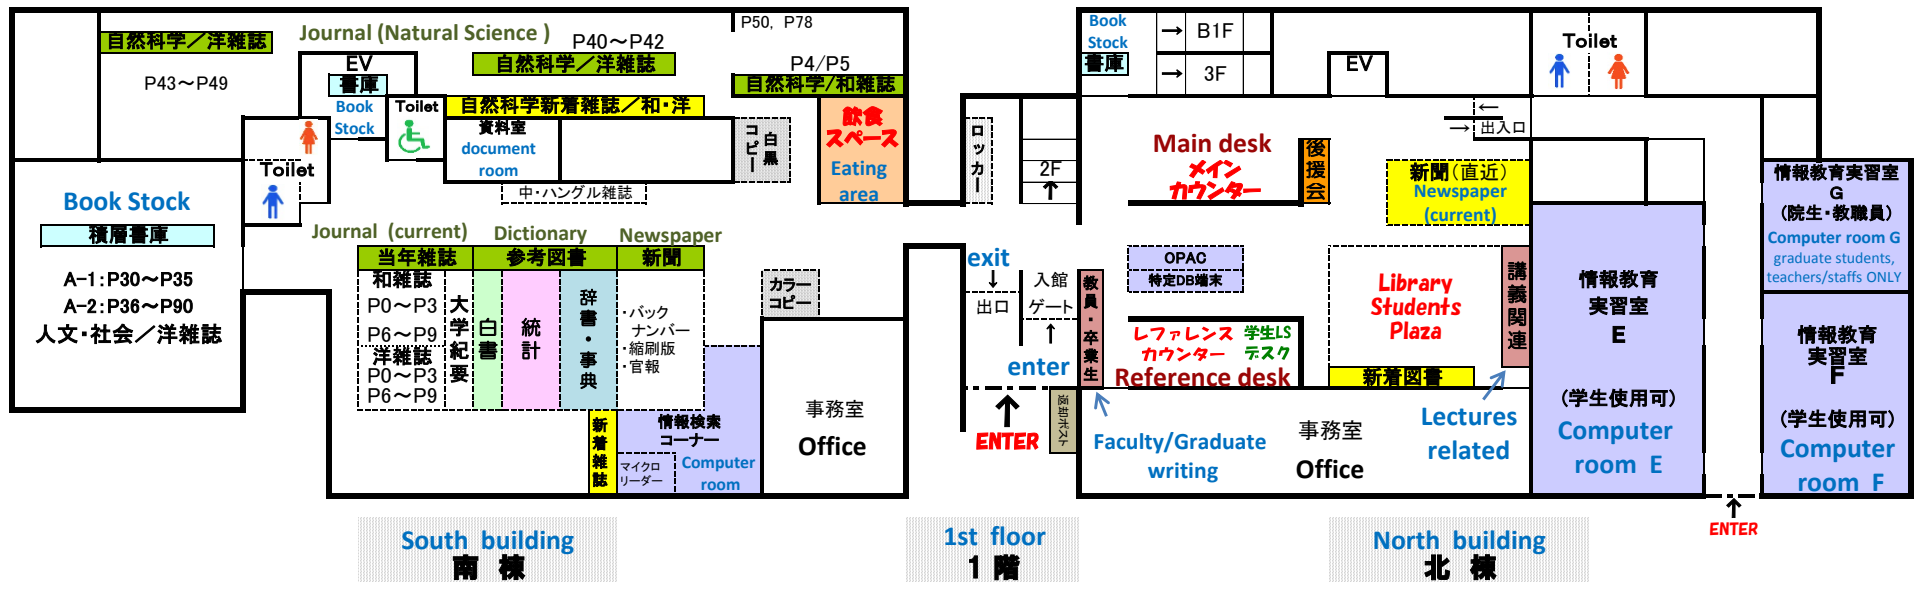 自然科学／洋雑誌
P43～P49
Journal (Natural Science )
EV
書庫
Book
Stock
Toilet
P40～P42
自然科学／洋雑誌
自然科学新着雑誌／和・洋
資料室
document
room
中・ハングル雑誌
P50, P78
P4/P5
自然科学/和雑誌
コピー
白黒
飲食
スペース
Eating
area
Toilet
Book Stock
積層書庫
A-1:P30～P35
A-2:P36～P90
人文・社会／洋雑誌
Journal (current)
Dictionary
Newspaper
当年雑誌
参考図書
新聞
和雑誌
P0～P3
P6～P9
洋雑誌
P0～P3
P6～P9
大学紀要
白書
統計
辞書・事典
・バック
ナンバー
・縮刷版
・官報
カラー
コピー
新着雑誌
情報検索
コーナー
マイクロ
リーダー
Computer
room
事務室
Office
South building
南 棟
ロッカー
2F
↑
exit
↓
出口
入館
ゲート
↑
enter
↑
ENTER
教員・卒業生
返却ポスト
1st floor
1 階
Book
Stock
書庫
→ B1F
→ 3F
EV
Toilet
←
→ 出入口
Main desk
メイン
カウンター
後援会
新聞(直近)
Newspaper
(current)
OPAC
特定DB端末
レファレンス
カウンター
学生LS
デスク
Reference desk
Library
Students
Plaza
新着図書
講義関連
Faculty/Graduate
writing
事務室
Office
Lectures
related
情報教育
実習室
E
(学生使用可)
Computer
room E
情報教育実習室
G
(院生・教職員)
Computer room G
graduate students,
teachers/staffs ONLY
情報教育
実習室
F
(学生使用可)
Computer
room F
↑
ENTER
North building
北 棟